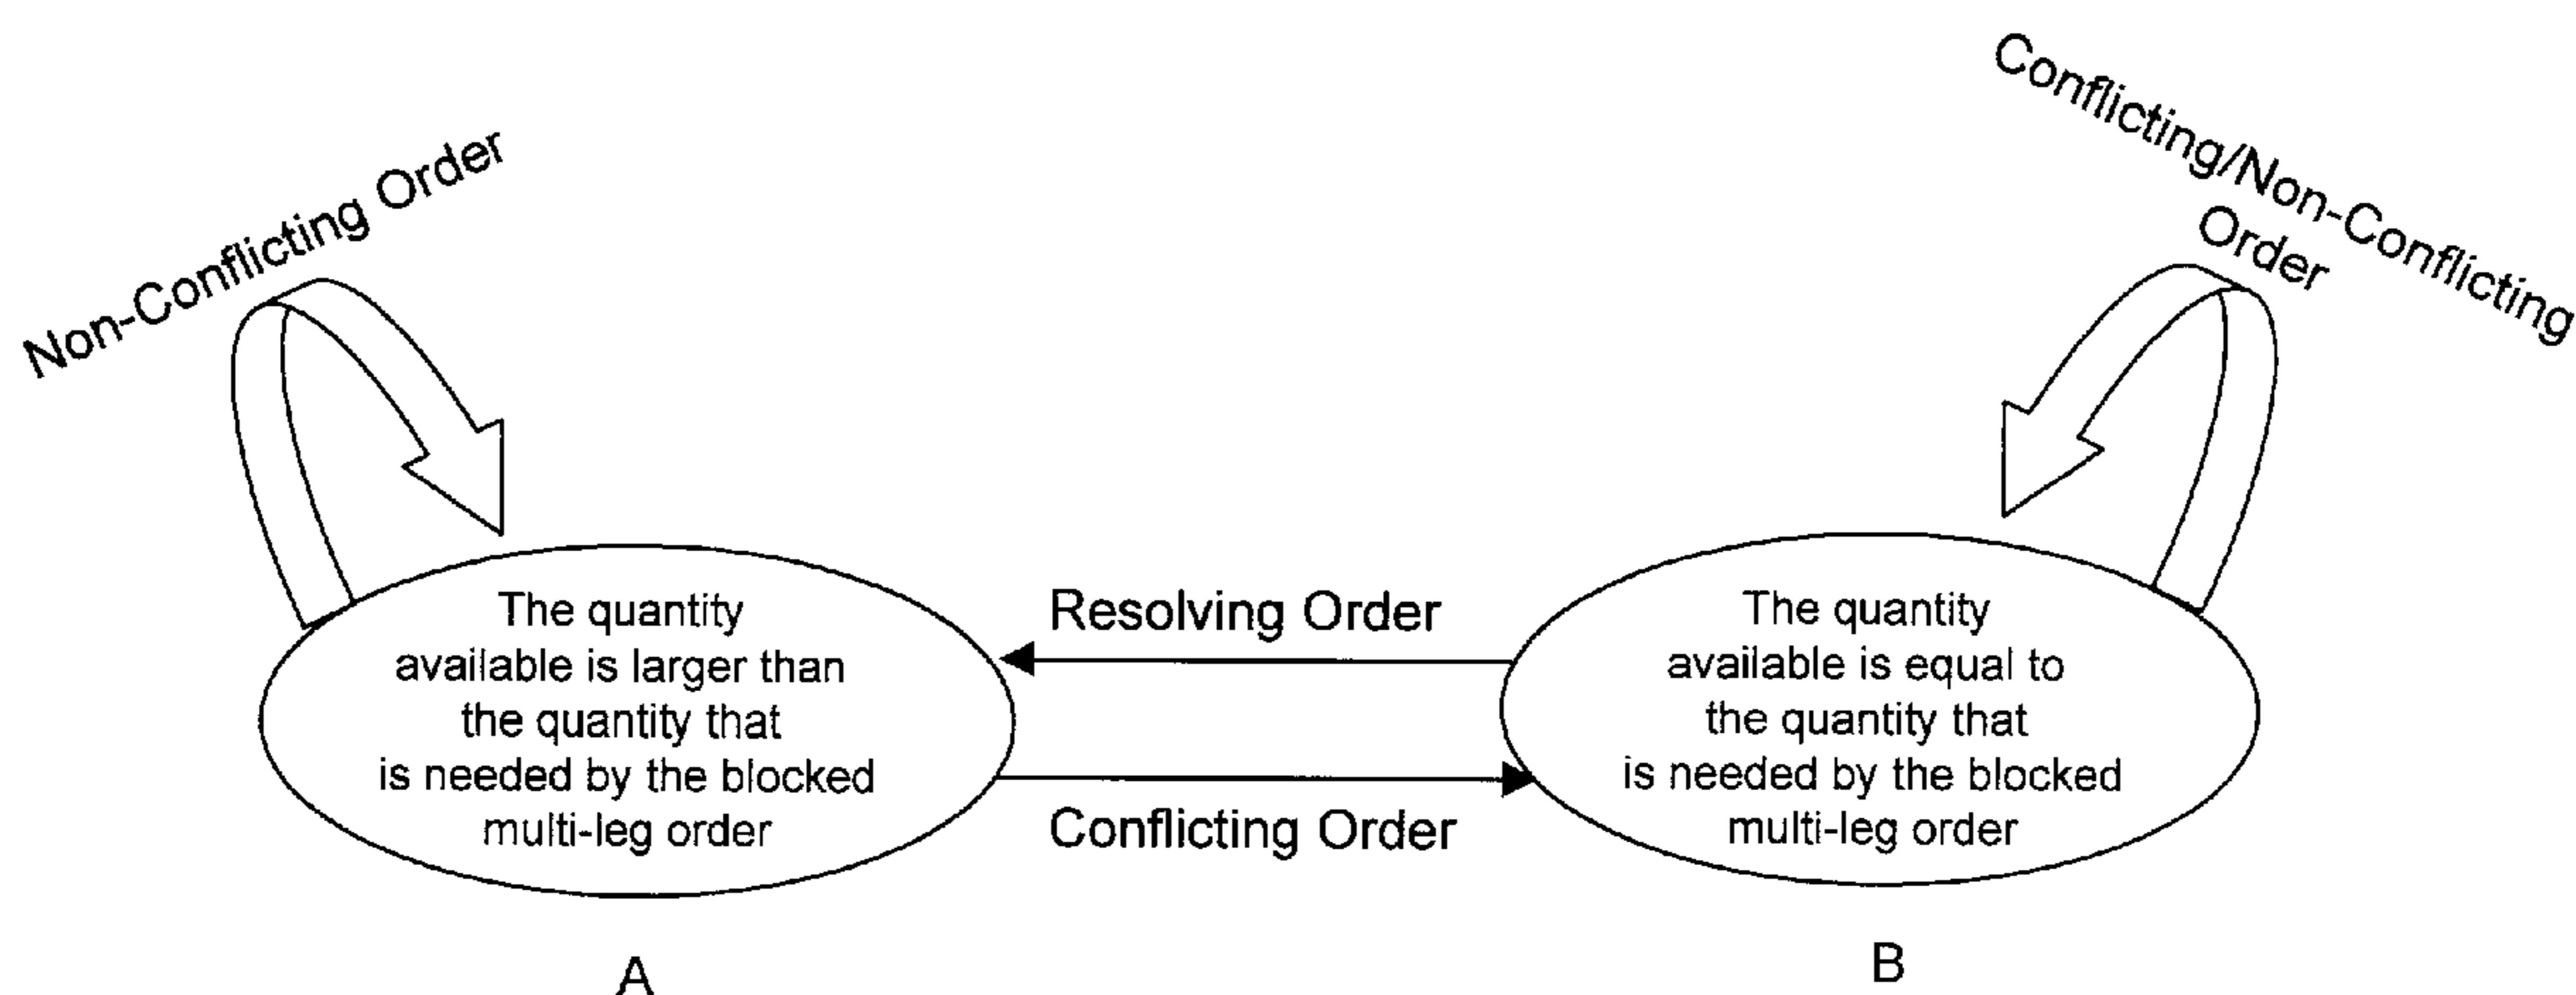 Non-Conflicting Order
Conflicting/Non-Conflicting
Order
The quantity
available is larger than
the quantity that
is needed by the blocked
multi-leg order
A
Resolving Order
Conflicting Order
The quantity
available is equal to
the quantity that
is needed by the blocked
multi-leg order
B